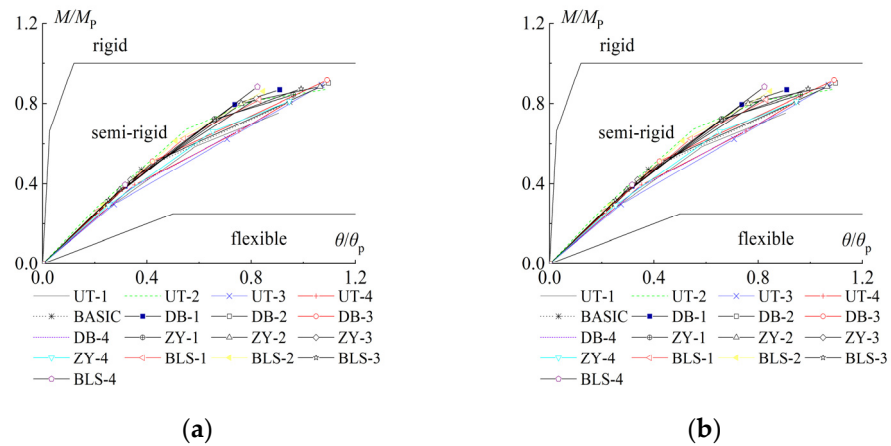 M/MP
1.2
rigid
0.8
semi-rigid
0.4
flexible
θ/θp
0.0
0.0 0.4 0.8 1.2
UT-1 UT-2 UT-3 UT-4
BASIC DB-1 DB-2 DB-3
DB-4 ZY-1 ZY-2 ZY-3
ZY-4 BLS-1 BLS-2 BLS-3
BLS-4
(a)
M/MP
1.2
rigid
0.8
semi-rigid
0.4
flexible
θ/θp
0.0
0.0 0.4 0.8 1.2
UT-1 UT-2 UT-3 UT-4
BASIC DB-1 DB-2 DB-3
DB-4 ZY-1 ZY-2 ZY-3
ZY-4 BLS-1 BLS-2 BLS-3
BLS-4
(b)